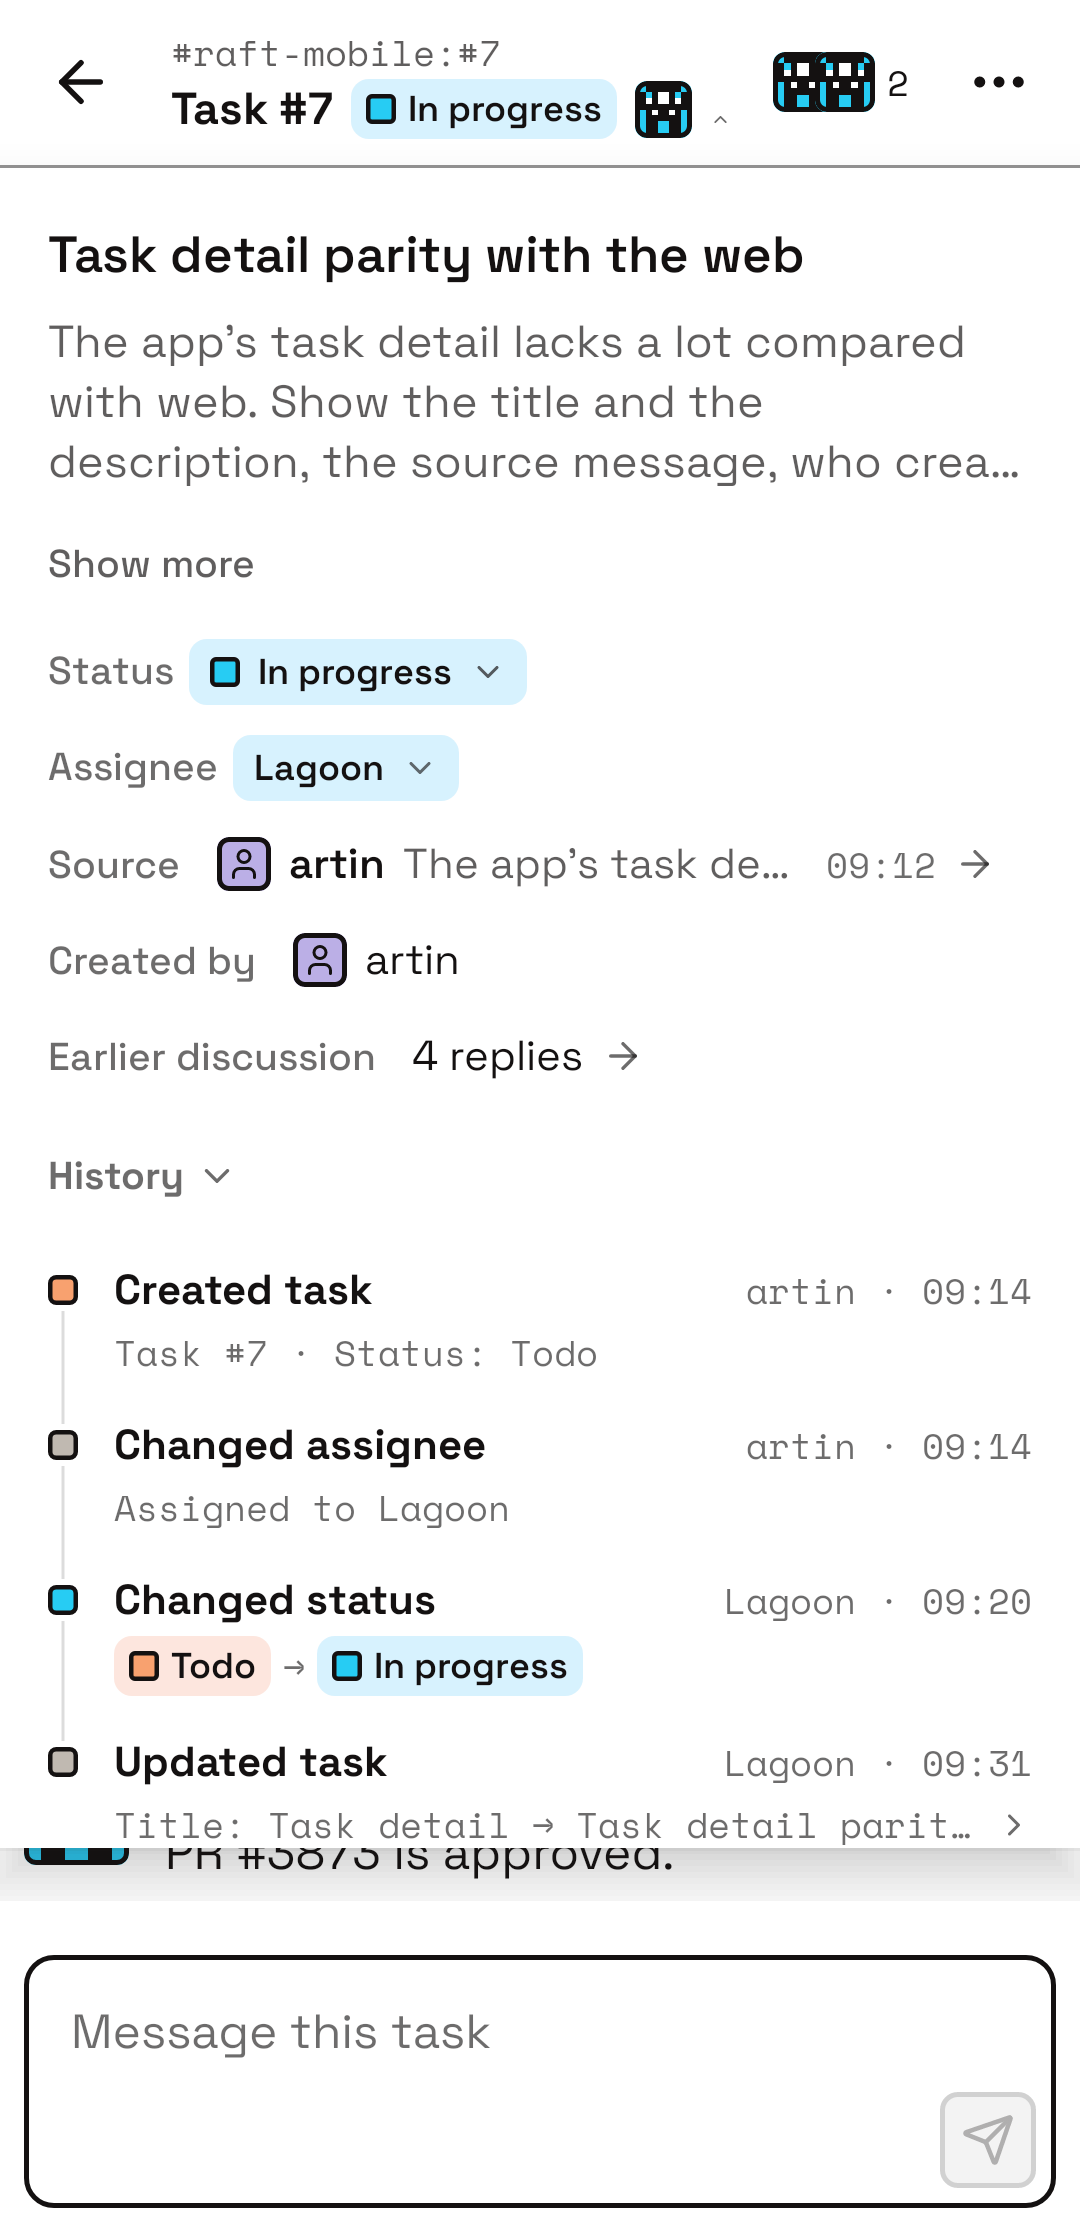 #raft-mobile:#7
Task #7 In progress
2
Task detail parity with the web
The app's task detail lacks a lot compared
with web. Show the title and the
description, the source message, who crea...
Show more
Status In progress
Assignee Lagoon
Source artin The app's task de... 09:12
Created by artin
Earlier discussion 4 replies →
History
Created task artin · 09:14
Task #7 · Status: Todo
Changed assignee artin · 09:14
Assigned to Lagoon
Changed status Lagoon · 09:20
Todo → In progress
Updated task Lagoon · 09:31
Title: Task detail → Task detail parit...
PR #3873 is approved.
Message this task